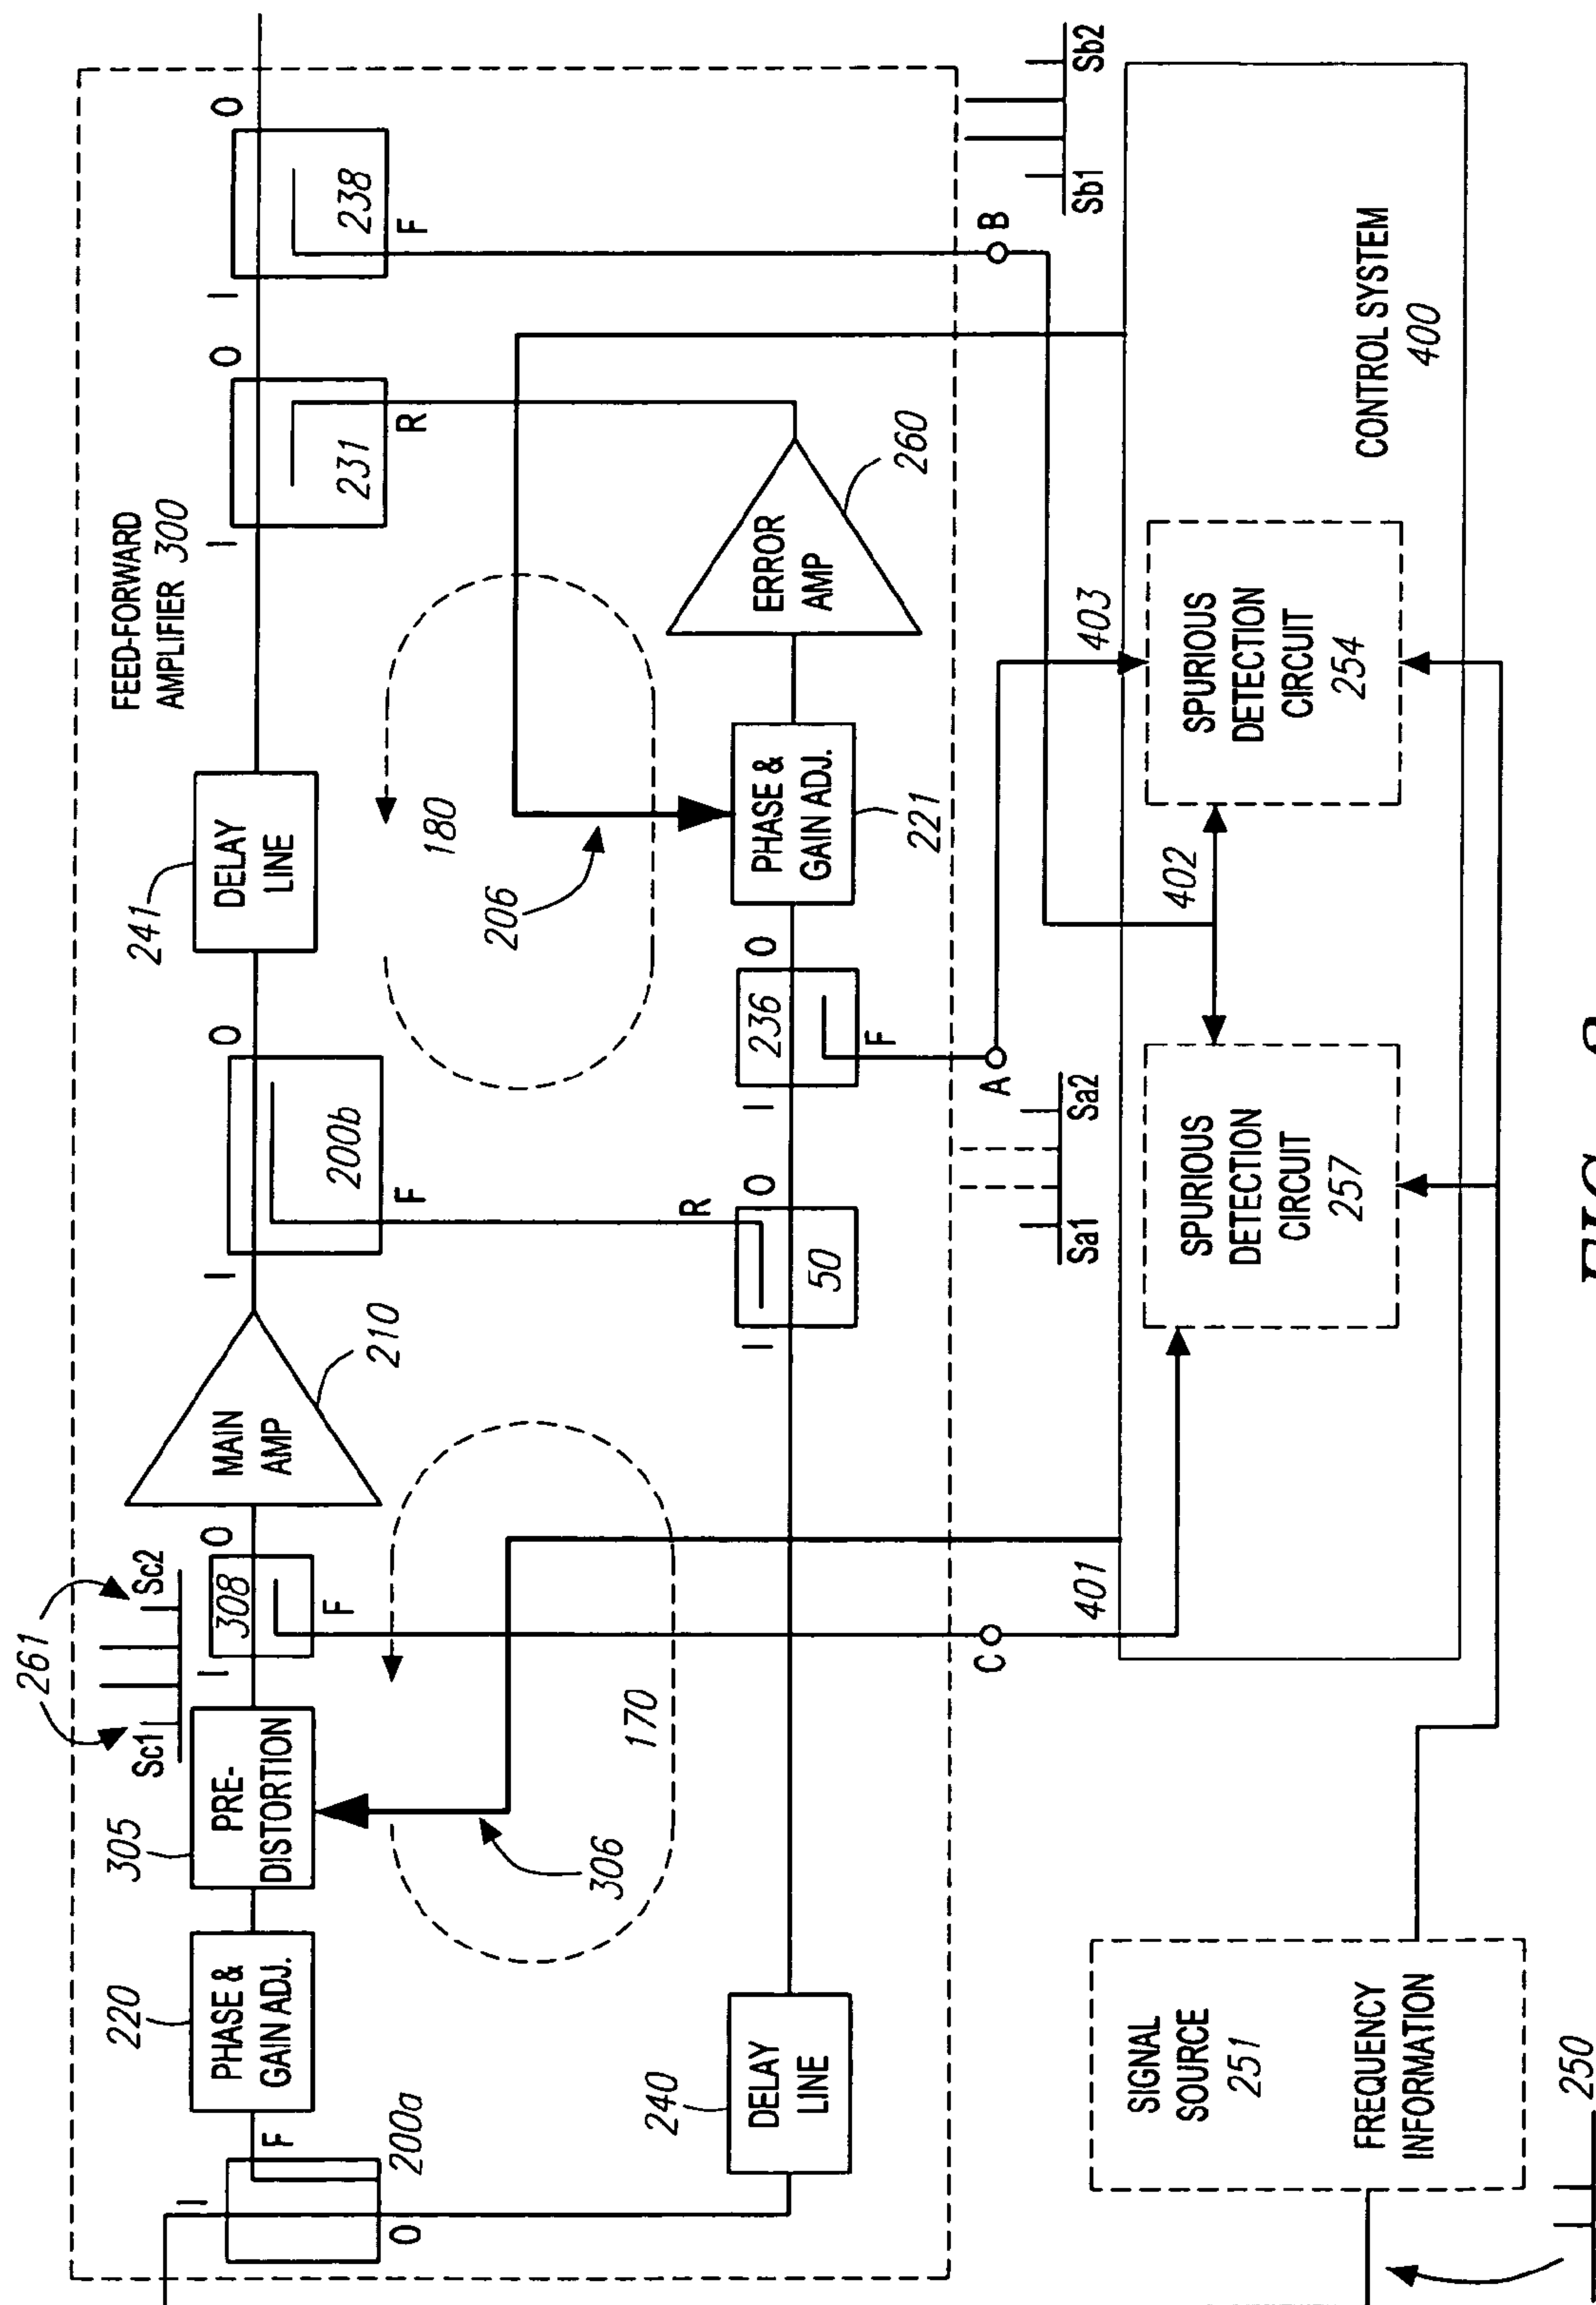 FEED-FORWARD
AMPLIFIER 300
261
Sc1
Sc2
220
PHASE &
GAIN ADJ.
305
PRE-
DISTORTION
I
308
O
F
MAIN
AMP
210
I
200b
O
F
241
DELAY
LINE
I
231
O
R
I
238
O
F
I
F
200a
O
306
170
180
206
240
DELAY
LINE
I
50
R
O
I
236
O
F
PHASE &
GAIN ADJ.
221
ERROR
AMP
260
C
A
B
Sa1
Sa2
Sb1
Sb2
401
402
403
SPURIOUS
DETECTION
CIRCUIT
257
SPURIOUS
DETECTION
CIRCUIT
254
CONTROL SYSTEM
400
SIGNAL
SOURCE
251
FREQUENCY
INFORMATION
250